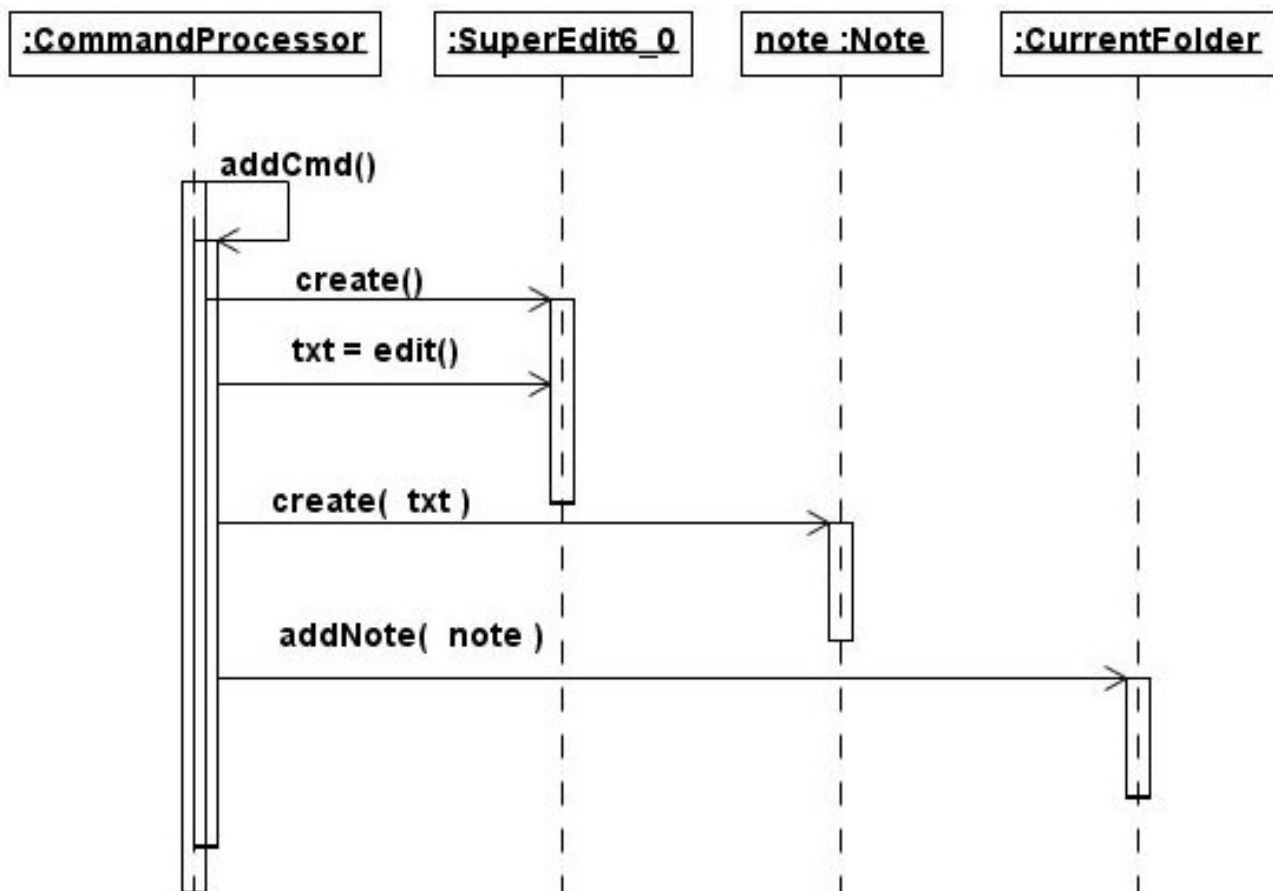 :CommandProcessor
:SuperEdit6_0
note :Note
:CurrentFolder
addCmd()
create()
txt = edit()
create( txt )
addNote( note )